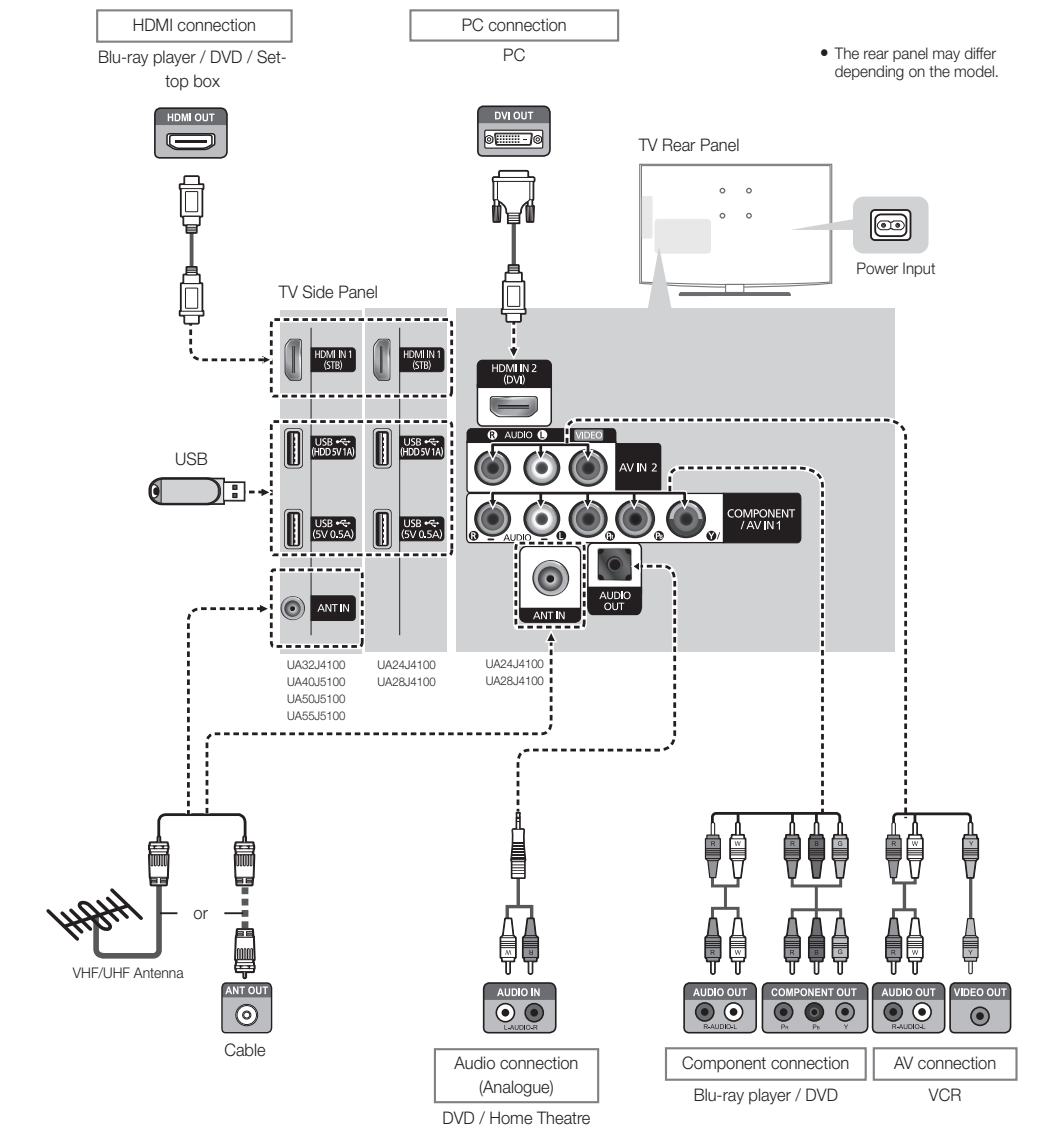 HDMI connection
Blu-ray player / DVD / Set-
top box
HDMI OUT
PC connection
PC
DVI OUT
• The rear panel may differ
depending on the model.
TV Rear Panel
Power Input
TV Side Panel
HDMI IN 1
(STB)
HDMI IN 1
(STB)
HDMI IN 2
(DVI)
USB
USB
(HDD 5V 1A)
USB
(HDD 5V 1A)
R AUDIO L VIDEO
AV IN 2
USB
(5V 0.5A)
USB
(5V 0.5A)
COMPONENT
/ AV IN 1
R – AUDIO – L PR PB Y/
ANT IN
ANT IN
AUDIO
OUT
UA32J4100
UA40J5100
UA50J5100
UA55J5100
UA24J4100
UA28J4100
UA24J4100
UA28J4100
or
VHF/UHF Antenna
ANT OUT
Cable
W R
AUDIO IN
L-AUDIO-R
Audio connection
(Analogue)
DVD / Home Theatre
R W R B G R W Y
R W R B G R W Y
AUDIO OUT
R-AUDIO-L
COMPONENT OUT
PR PB Y
AUDIO OUT
R-AUDIO-L
VIDEO OUT
Component connection
Blu-ray player / DVD
AV connection
VCR